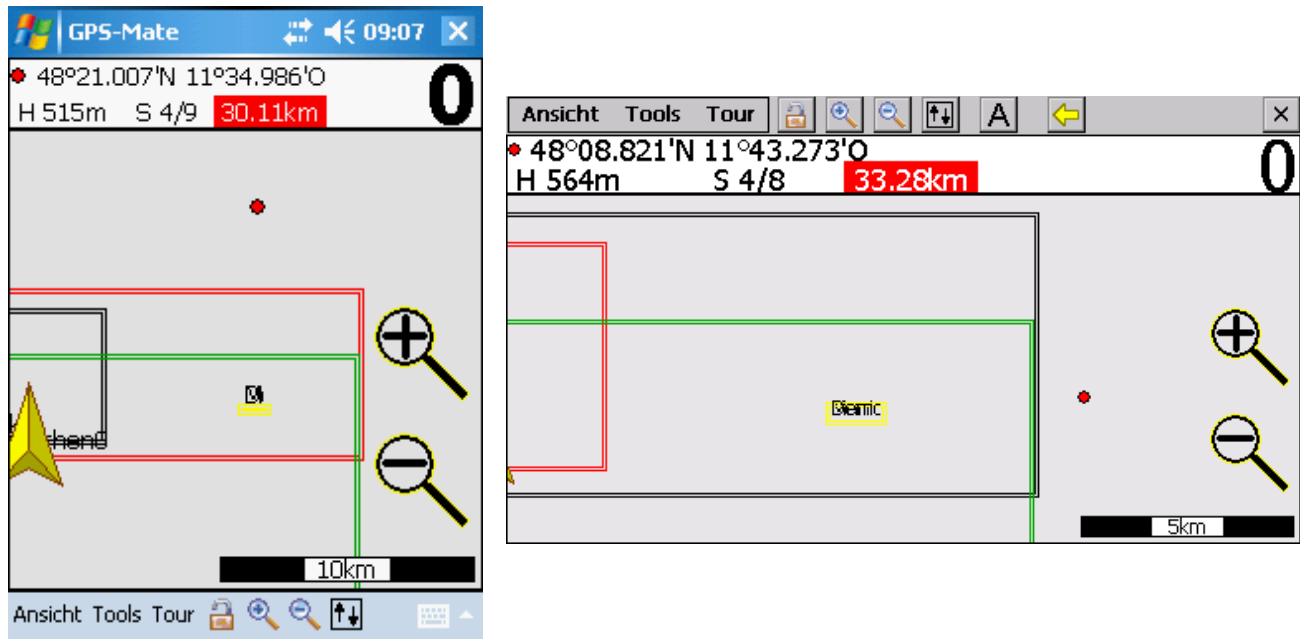 GPS-Mate 09:07
48°21.007'N 11°34.986'O
H 515m S 4/9 30.11km
0
10km
Ansicht Tools Tour
Ansicht Tools Tour A
48°08.821'N 11°43.273'O
H 564m S 4/8 33.28km
0
5km